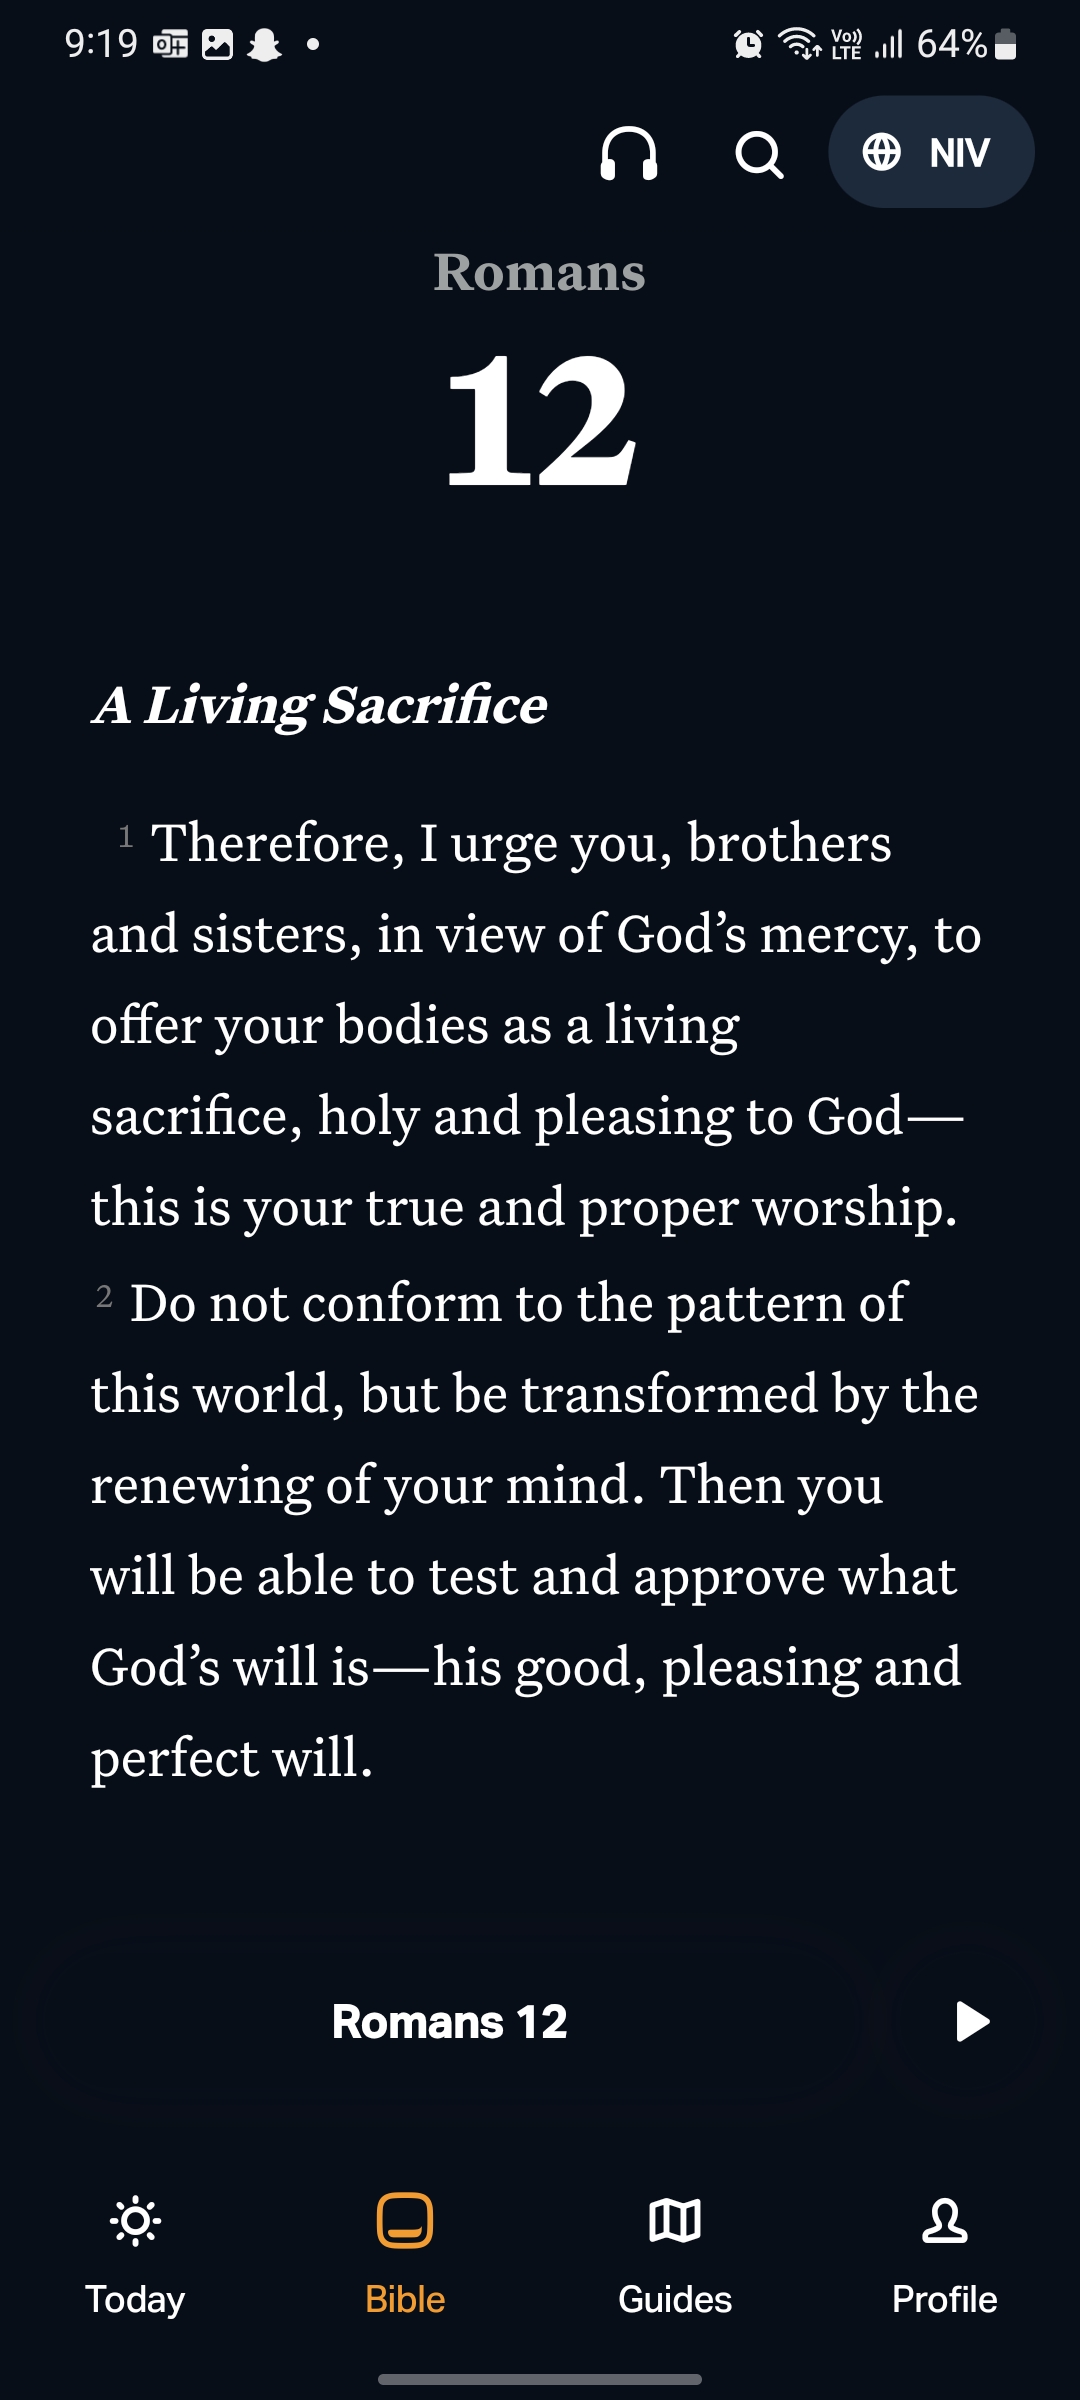 9:19
Vo)) LTE 64%
NIV
Romans
12
A Living Sacrifice
1 Therefore, I urge you, brothers
and sisters, in view of God’s mercy, to
offer your bodies as a living
sacrifice, holy and pleasing to God—
this is your true and proper worship.
2 Do not conform to the pattern of
this world, but be transformed by the
renewing of your mind. Then you
will be able to test and approve what
God’s will is—his good, pleasing and
perfect will.
Romans 12
Today Bible Guides Profile